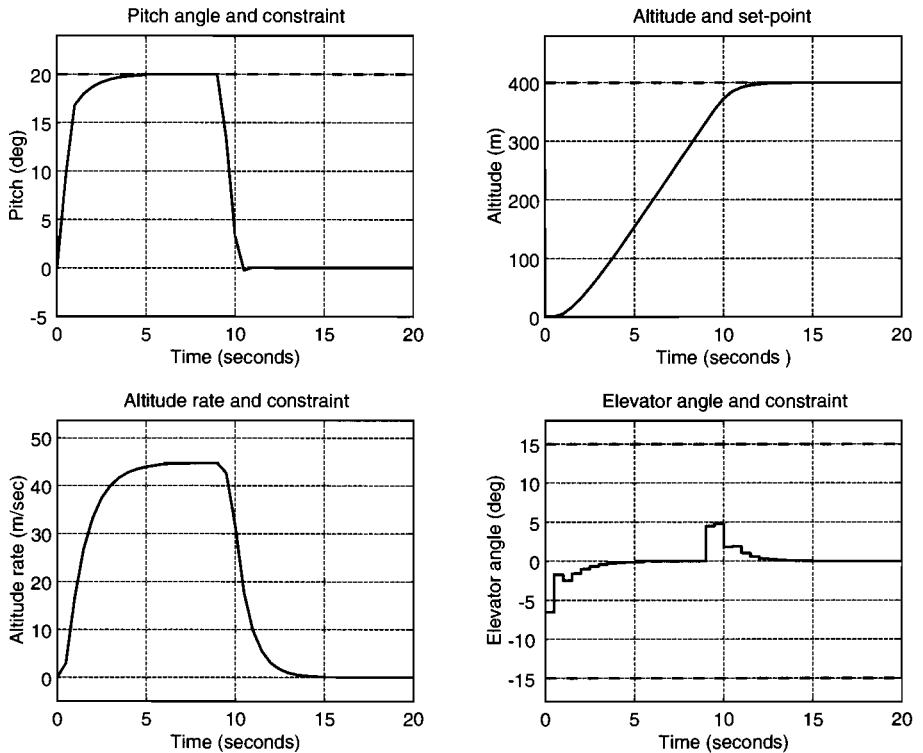 Pitch angle and constraint
20
15
10
5
0
-5
Pitch (deg)
0 5 10 15 20
Time (seconds)
Altitude and set-point
400
300
200
100
0
Altitude (m)
0 5 10 15 20
Time (seconds )
Altitude rate and constraint
50
40
30
20
10
0
Altitude rate (m/sec)
0 5 10 15 20
Time (seconds)
Elevator angle and constraint
15
10
5
0
-5
-10
-15
Elevator angle (deg)
0 5 10 15 20
Time (seconds)